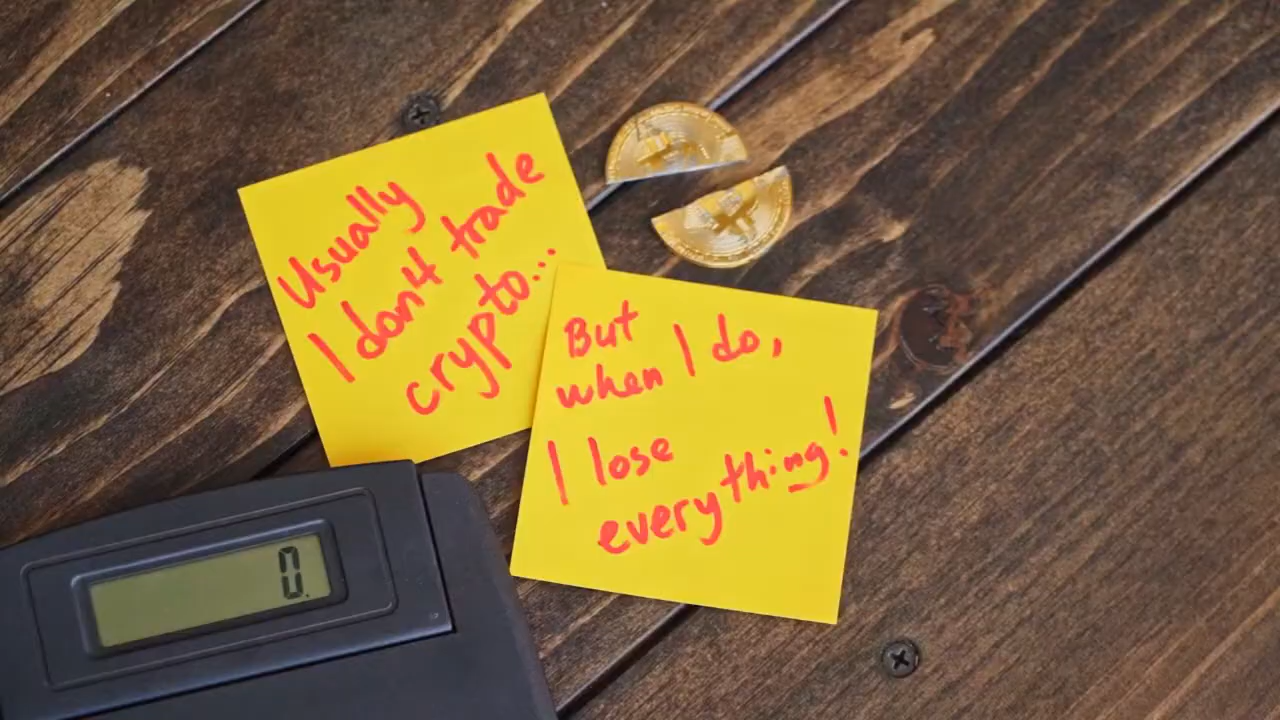 Usually
I don't trade
crypto...
But
when I do,
I lose
everything!
0.